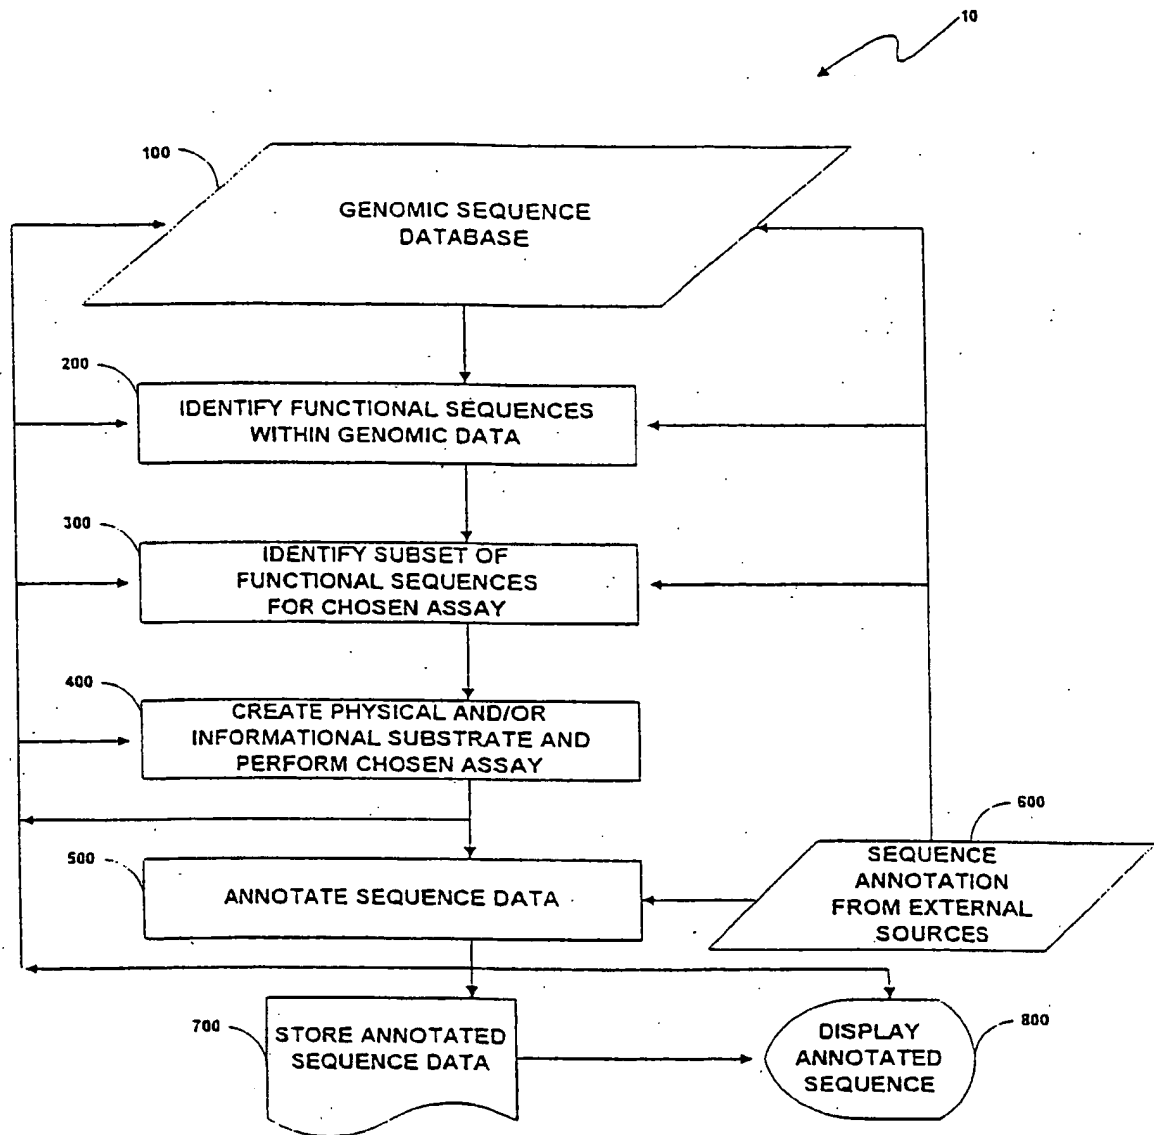 10
100
GENOMIC SEQUENCE
DATABASE
200
IDENTIFY FUNCTIONAL SEQUENCES
WITHIN GENOMIC DATA
300
IDENTIFY SUBSET OF
FUNCTIONAL SEQUENCES
FOR CHOSEN ASSAY
400
CREATE PHYSICAL AND/OR
INFORMATIONAL SUBSTRATE AND
PERFORM CHOSEN ASSAY
500
ANNOTATE SEQUENCE DATA
600
SEQUENCE
ANNOTATION
FROM EXTERNAL
SOURCES
700
STORE ANNOTATED
SEQUENCE DATA
800
DISPLAY
ANNOTATED
SEQUENCE